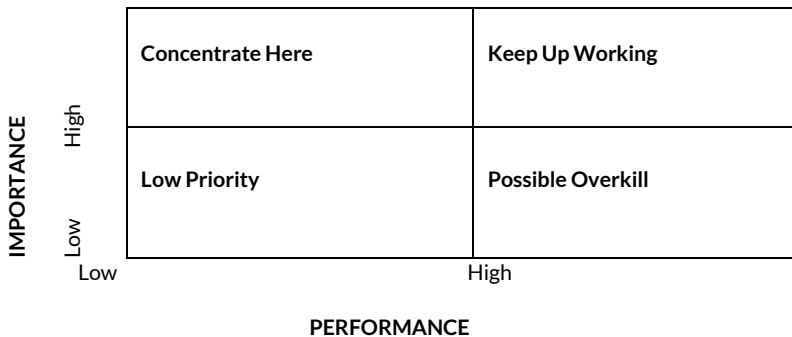 Concentrate Here
Keep Up Working
IMPORTANCE
High
Low Priority
Possible Overkill
Low
Low
High
PERFORMANCE